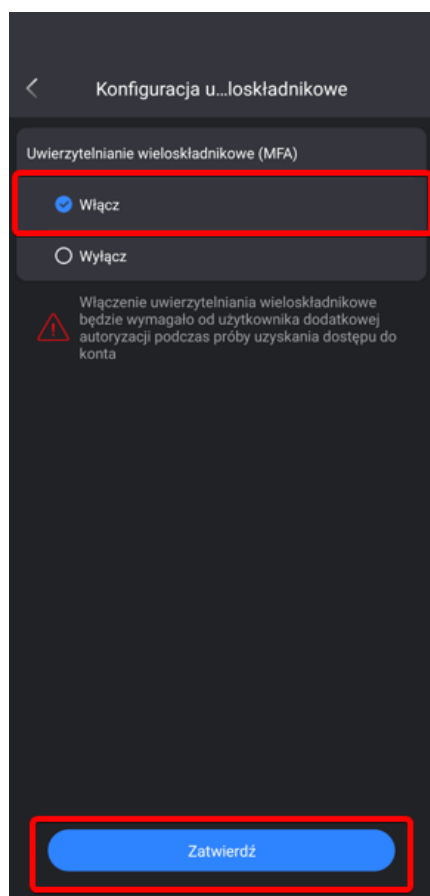 Konfiguracja u...loskładnikowe
Uwierzytelnianie wieloskładnikowe (MFA)
Włącz
Wyłącz
Włączenie uwierzytelniania wieloskładnikowe
będzie wymagało od użytkownika dodatkowej
autoryzacji podczas próby uzyskania dostępu do
konta
Zatwierdź